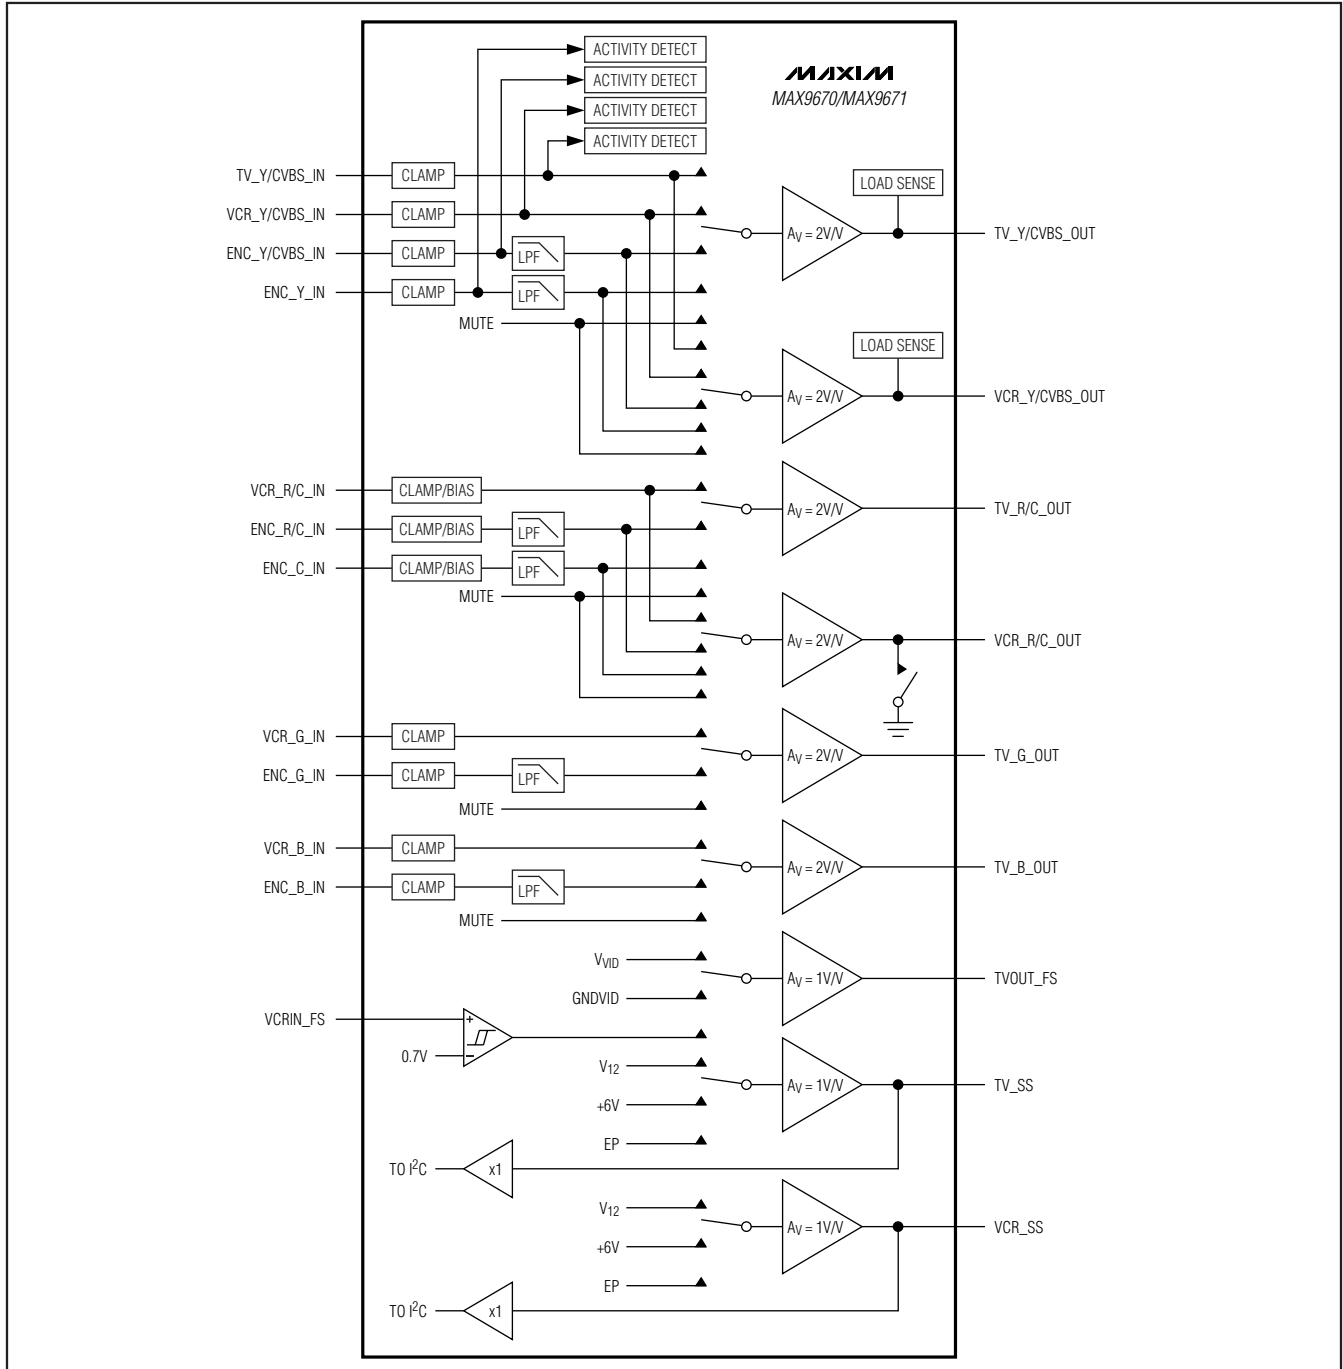 ACTIVITY DETECT
MAXIM
ACTIVITY DETECT
MAX9670/MAX9671
ACTIVITY DETECT
ACTIVITY DETECT
TV_Y/CVBS_IN CLAMP
LOAD SENSE
VCR_Y/CVBS_IN CLAMP
AV = 2V/V TV_Y/CVBS_OUT
ENC_Y/CVBS_IN CLAMP LPF
ENC_Y_IN CLAMP LPF
MUTE
LOAD SENSE
AV = 2V/V VCR_Y/CVBS_OUT
VCR_R/C_IN CLAMP/BIAS
AV = 2V/V TV_R/C_OUT
ENC_R/C_IN CLAMP/BIAS LPF
ENC_C_IN CLAMP/BIAS LPF
MUTE
AV = 2V/V VCR_R/C_OUT
VCR_G_IN CLAMP
AV = 2V/V TV_G_OUT
ENC_G_IN CLAMP LPF
MUTE
VCR_B_IN CLAMP
AV = 2V/V TV_B_OUT
ENC_B_IN CLAMP LPF
MUTE
VVID
AV = 1V/V TVOUT_FS
GNDVID
VCRIN_FS +
0.7V −
V12
AV = 1V/V TV_SS
+6V
EP
TO I2C x1
V12
AV = 1V/V VCR_SS
+6V
EP
TO I2C x1